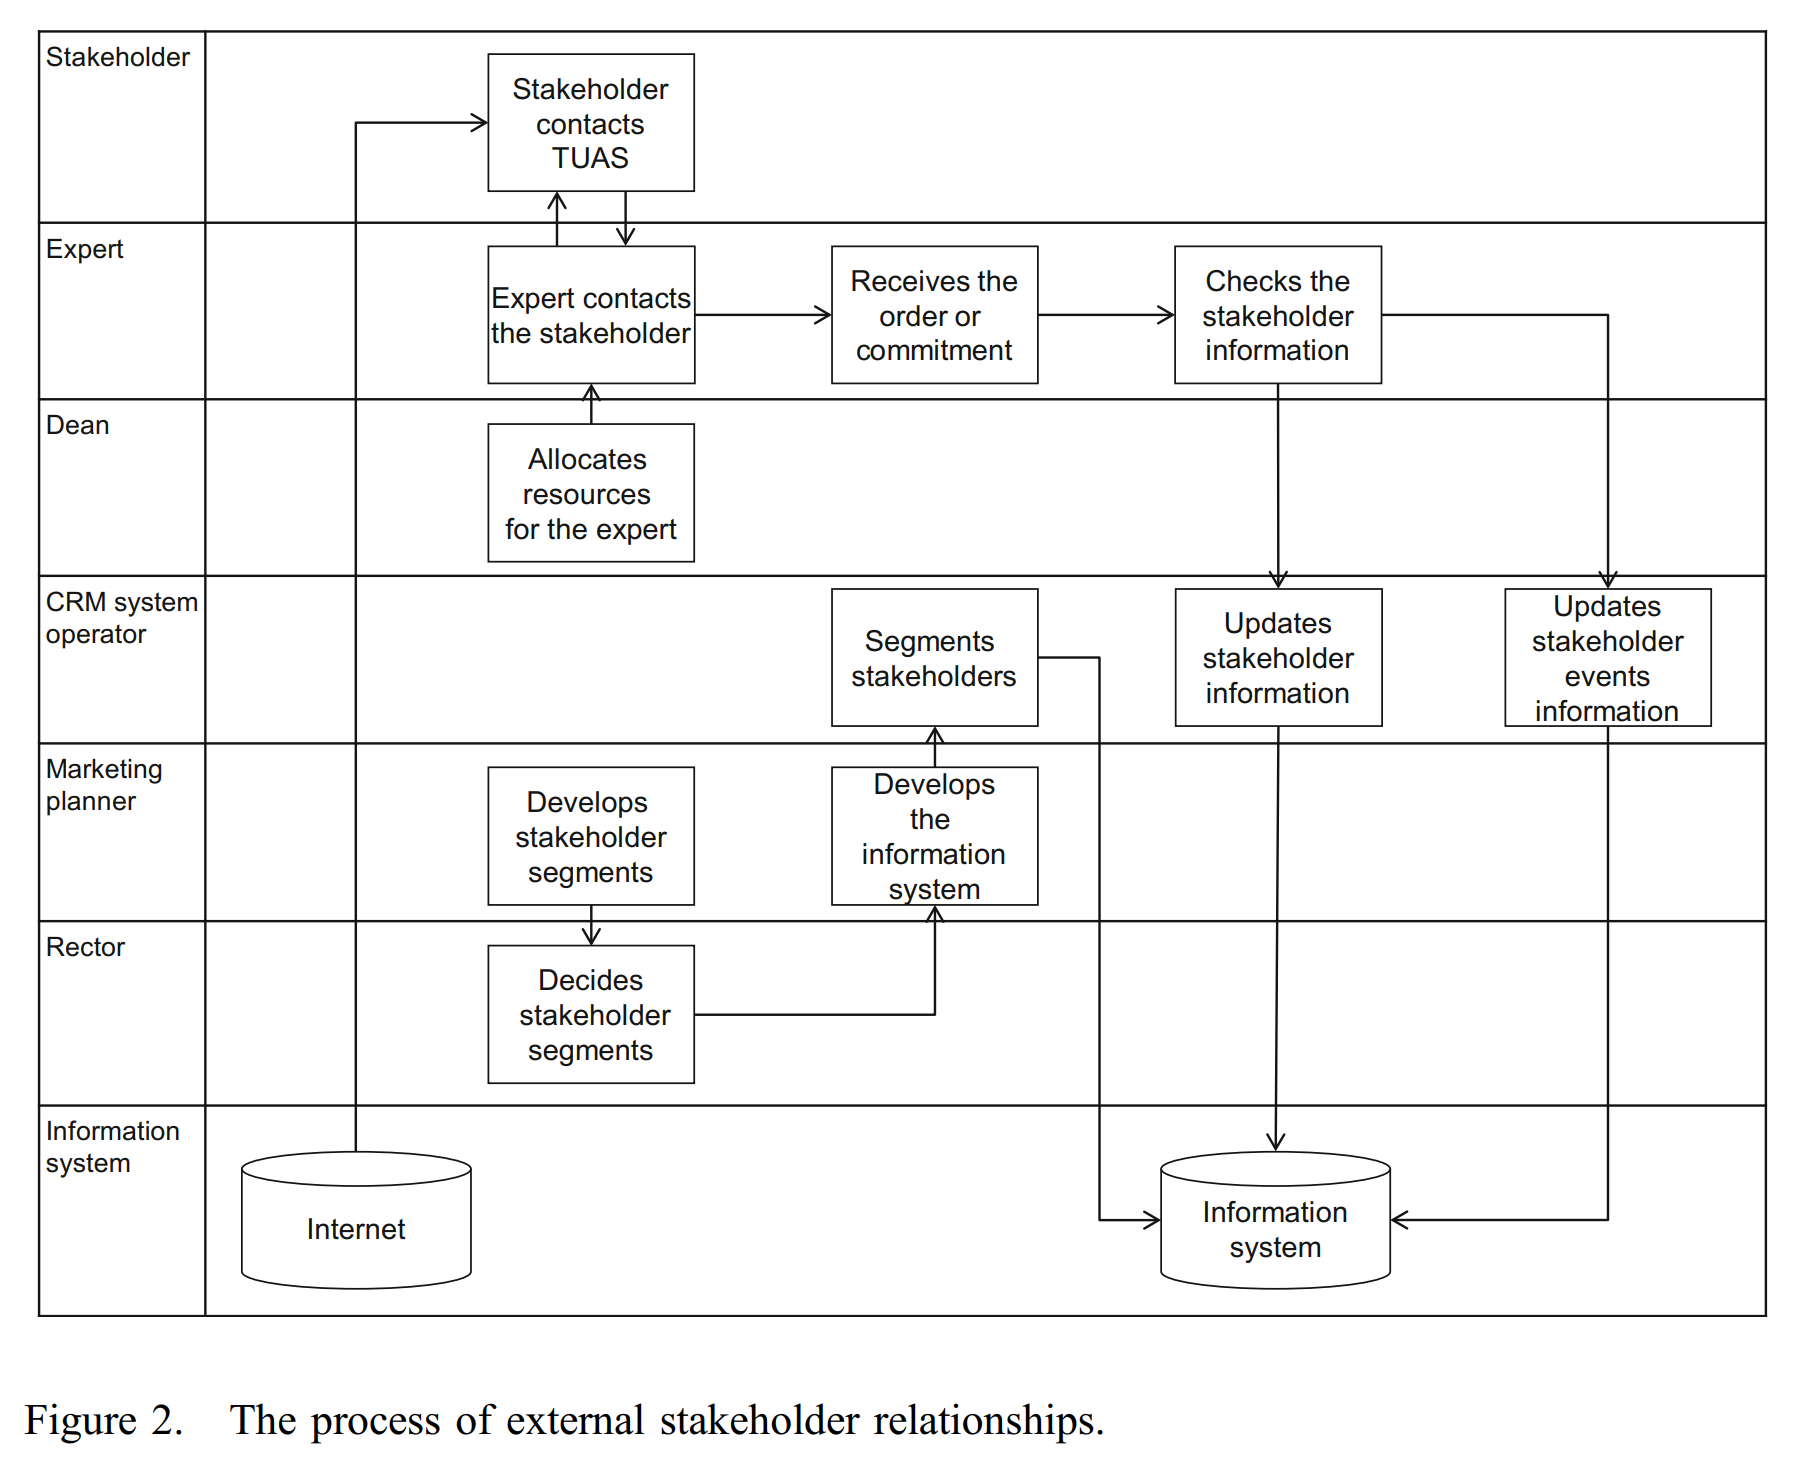 Stakeholder
Stakeholder
contacts
TUAS
Expert
Expert contacts
the stakeholder
Receives the
order or
commitment
Checks the
stakeholder
information
Dean
Allocates
resources
for the expert
CRM system
operator
Segments
stakeholders
Updates
stakeholder
information
Updates
stakeholder
events
information
Marketing
planner
Develops
stakeholder
segments
Develops
the
information
system
Rector
Decides
stakeholder
segments
Information
system
Internet
Information
system
Figure 2. The process of external stakeholder relationships.